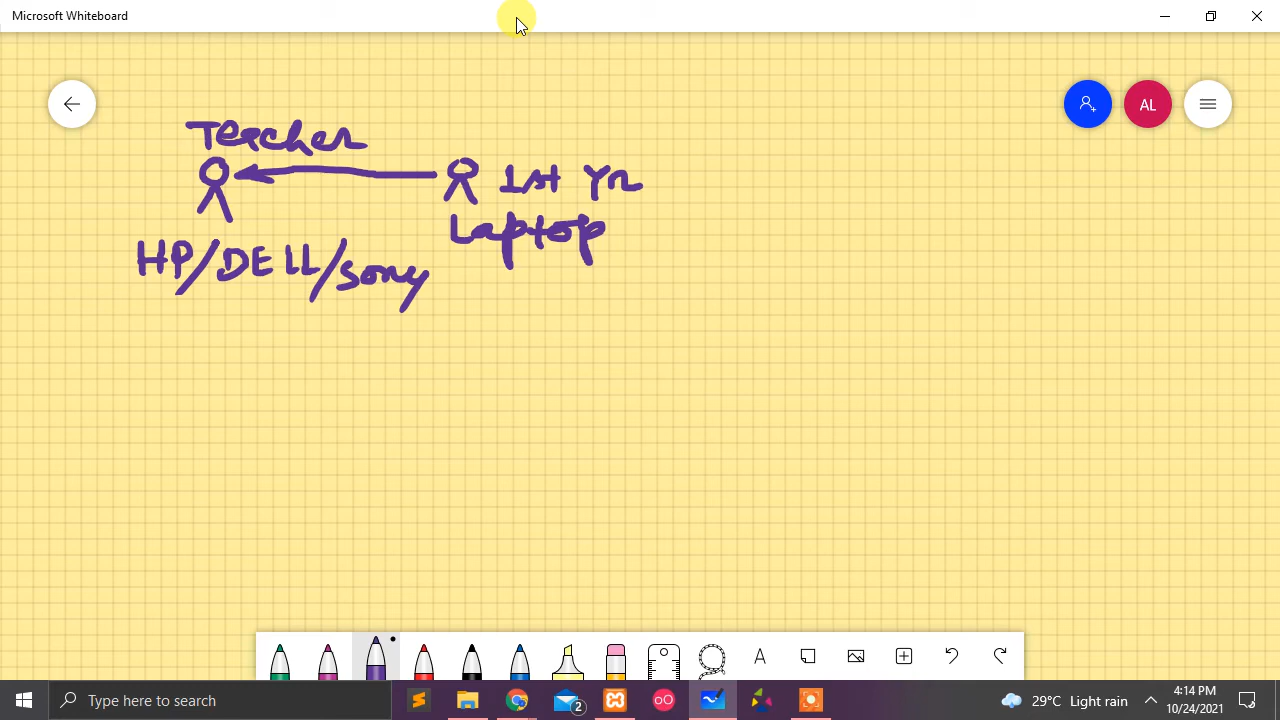 Microsoft Whiteboard
AL
Teacher
1st Yr
Laptop
HP/DELL/Sony
A
Type here to search
2
29°C Light rain
4:14 PM
10/24/2021